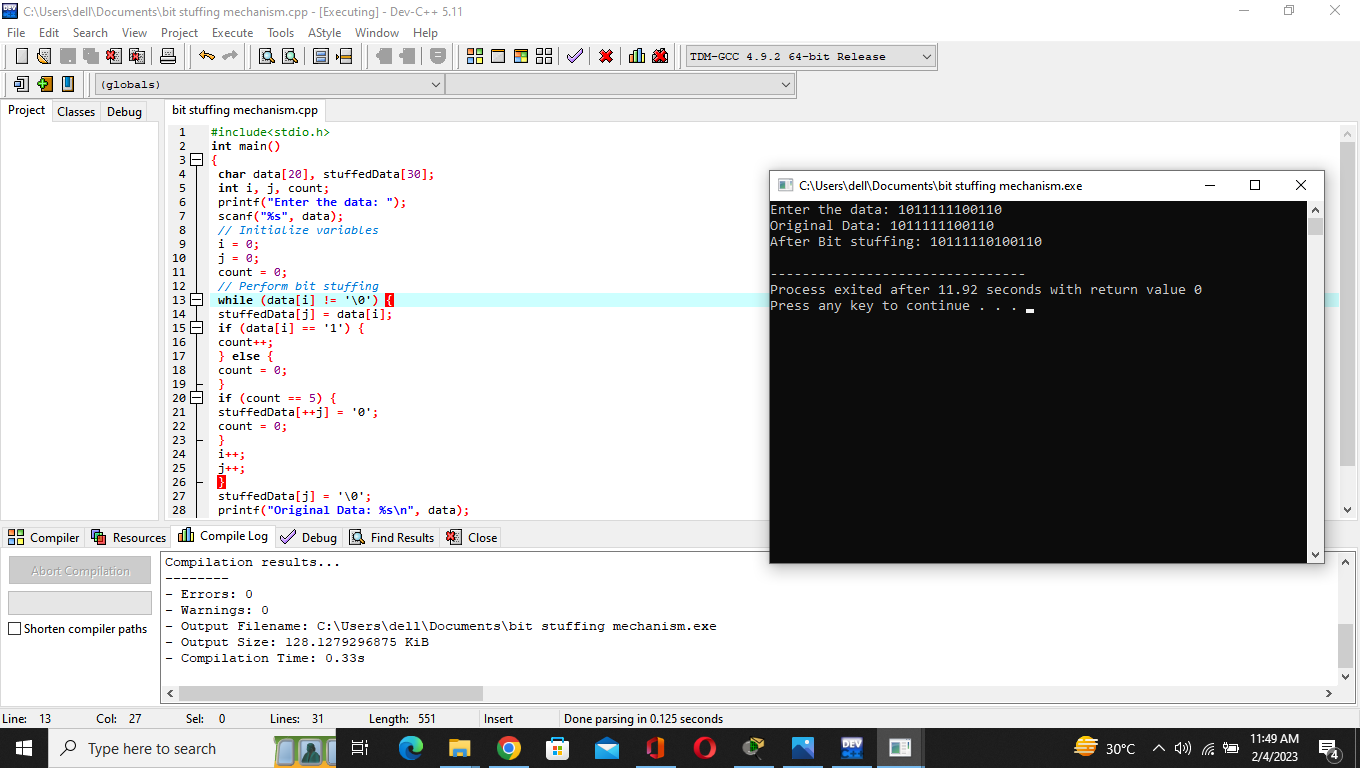 C:\Users\dell\Documents\bit stuffing mechanism.cpp - [Executing] - Dev-C++ 5.11
File Edit Search View Project Execute Tools AStyle Window Help
TDM-GCC 4.9.2 64-bit Release
(globals)
Project Classes Debug
bit stuffing mechanism.cpp
1 #include<stdio.h>
2 int main()
3 {
4 char data[20], stuffedData[30];
5 int i, j, count;
6 printf("Enter the data: ");
7 scanf("%s", data);
8 // Initialize variables
9 i = 0;
10 j = 0;
11 count = 0;
12 // Perform bit stuffing
13 while (data[i] != '\0') {
14 stuffedData[j] = data[i];
15 if (data[i] == '1') {
16 count++;
17 } else {
18 count = 0;
19 }
20 if (count == 5) {
21 stuffedData[++j] = '0';
22 count = 0;
23 }
24 i++;
25 j++;
26 }
27 stuffedData[j] = '\0';
28 printf("Original Data: %s\n", data);
C:\Users\dell\Documents\bit stuffing mechanism.exe
Enter the data: 1011111100110
Original Data: 1011111100110
After Bit stuffing: 10111110100110
--------------------------------
Process exited after 11.92 seconds with return value 0
Press any key to continue . . .
Compiler Resources Compile Log Debug Find Results Close
Abort Compilation
Shorten compiler paths
Compilation results...
--------
- Errors: 0
- Warnings: 0
- Output Filename: C:\Users\dell\Documents\bit stuffing mechanism.exe
- Output Size: 128.1279296875 KiB
- Compilation Time: 0.33s
Line: 13 Col: 27 Sel: 0 Lines: 31 Length: 551 Insert Done parsing in 0.125 seconds
Type here to search
DEV
30°C
11:49 AM
2/4/2023
4